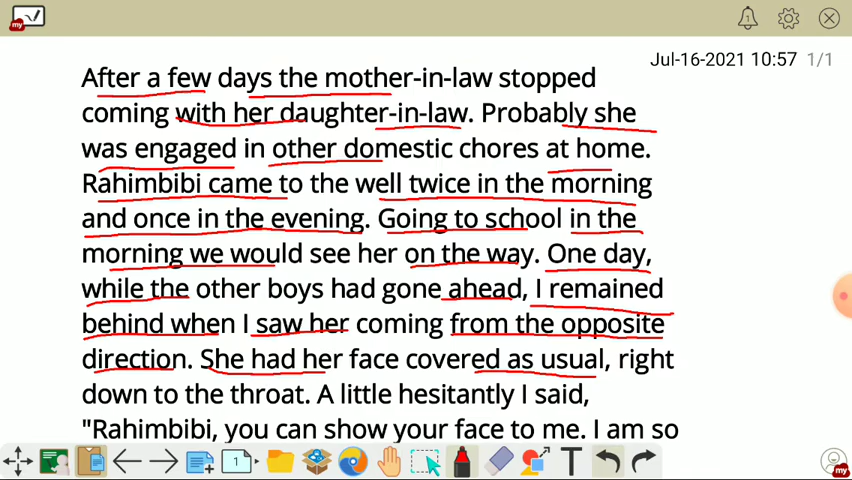 my
1
Jul-16-2021 10:57 1/1
After a few days the mother-in-law stopped
coming with her daughter-in-law. Probably she
was engaged in other domestic chores at home.
Rahimbibi came to the well twice in the morning
and once in the evening. Going to school in the
morning we would see her on the way. One day,
while the other boys had gone ahead, I remained
behind when I saw her coming from the opposite
direction. She had her face covered as usual, right
down to the throat. A little hesitantly I said,
"Rahimbibi, you can show your face to me. I am so
1
T
my